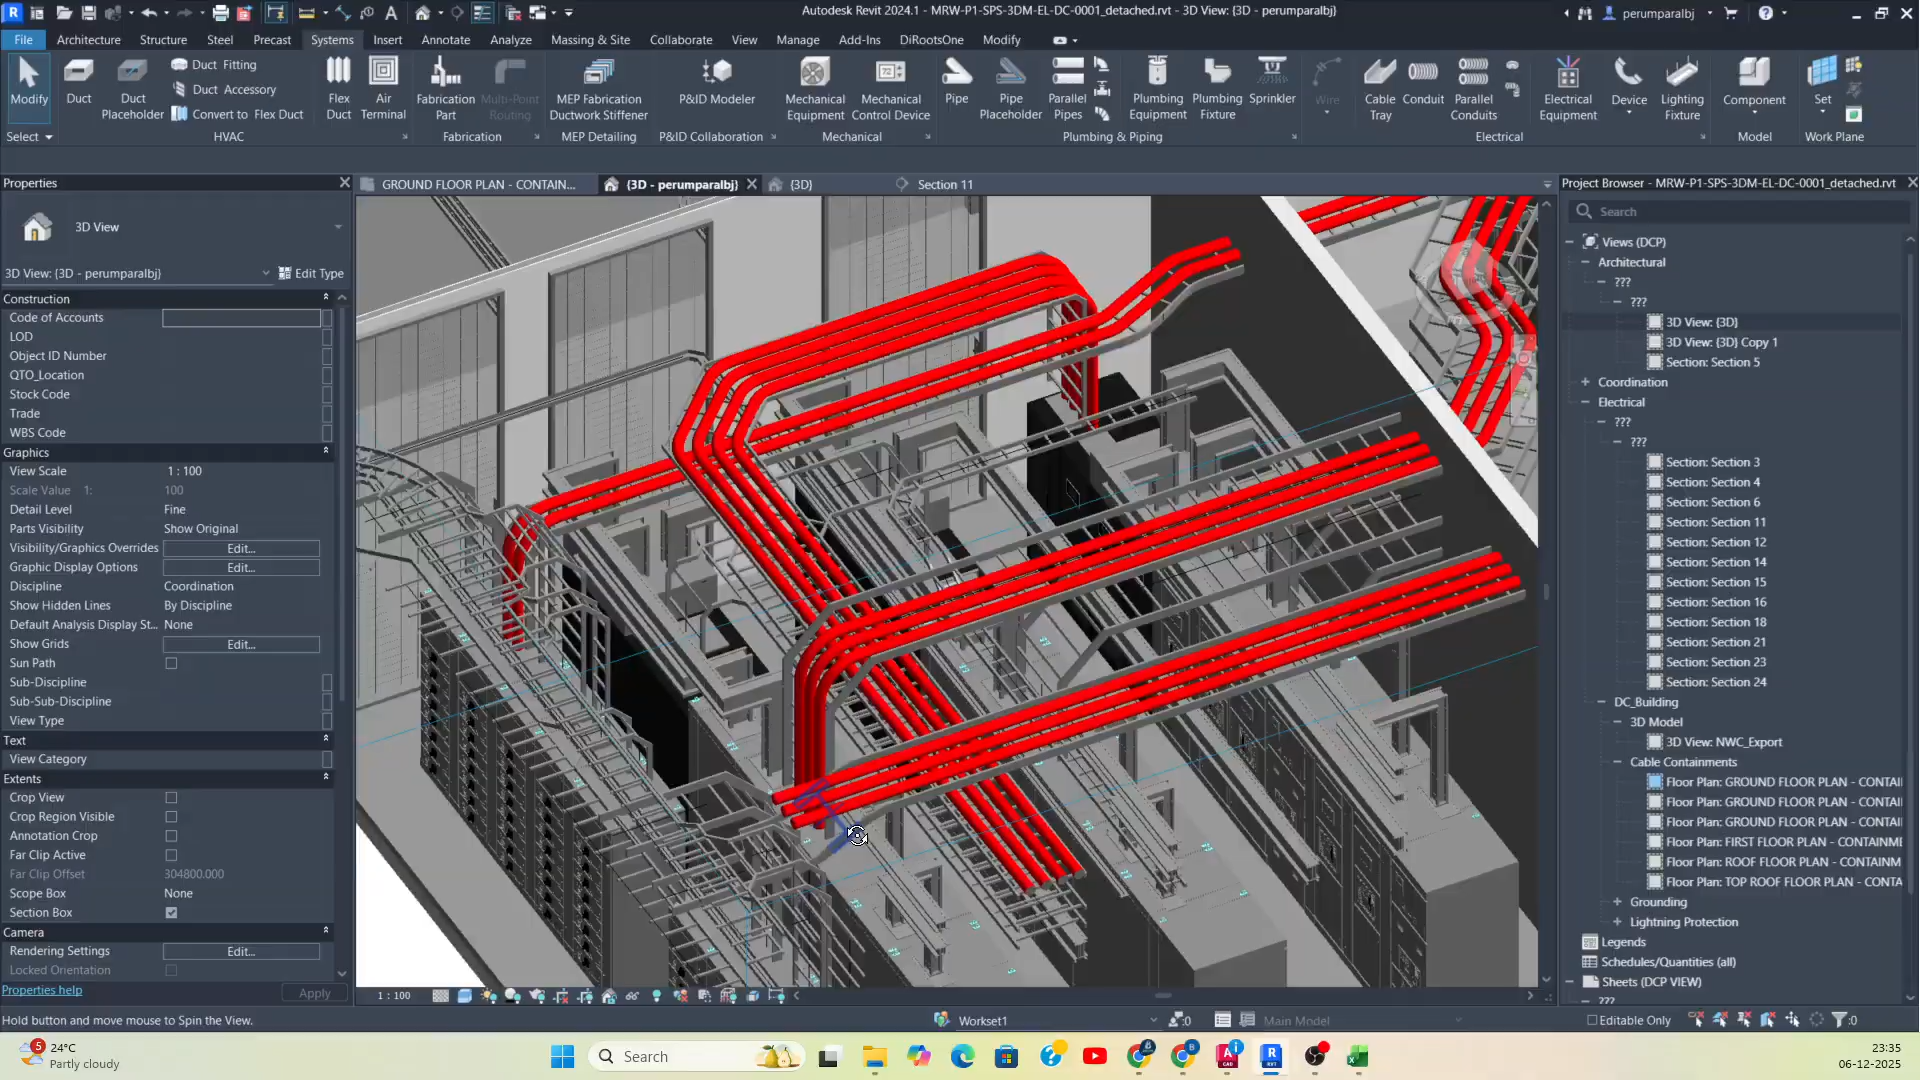 Autodesk Revit 2024.1 - MRW-P1-SPS-3DM-EL-DC-0001_detached.rvt - 3D View: {3D - perumparalbj}
perumparalbj
File Architecture Structure Steel Precast Systems Insert Annotate Analyze Massing & Site Collaborate View Manage Add-Ins DiRootsOne Modify
Modify
Duct
Duct Placeholder
Duct Fitting
Duct Accessory
Convert to Flex Duct
Flex Duct
Air Terminal
Fabrication Part
Multi-Point Routing
MEP Fabrication Ductwork Stiffener
P&ID Modeler
Mechanical Equipment
Mechanical Control Device
Pipe
Pipe Placeholder
Parallel Pipes
Plumbing Equipment
Plumbing Fixture
Sprinkler
Wire
Cable Tray
Conduit
Parallel Conduits
Electrical Equipment
Device
Lighting Fixture
Component
Set
Select HVAC Fabrication MEP Detailing P&ID Collaboration Mechanical Plumbing & Piping Electrical Model Work Plane
Properties
GROUND FLOOR PLAN - CONTAIN...
{3D - perumparalbj}
{3D}
Section 11
Project Browser - MRW-P1-SPS-3DM-EL-DC-0001_detached.rvt
3D View
3D View: {3D - perumparalbj}
Edit Type
Construction
Code of Accounts
LOD
Object ID Number
QTO_Location
Stock Code
Trade
WBS Code
Graphics
View Scale 1 : 100
Scale Value 1: 100
Detail Level Fine
Parts Visibility Show Original
Visibility/Graphics Overrides Edit...
Graphic Display Options Edit...
Discipline Coordination
Show Hidden Lines By Discipline
Default Analysis Display St... None
Show Grids Edit...
Sun Path
Sub-Discipline
Sub-Sub-Discipline
View Type
Text
View Category
Extents
Crop View
Crop Region Visible
Annotation Crop
Far Clip Active
Far Clip Offset 304800.000
Scope Box None
Section Box
Camera
Rendering Settings Edit...
Locked Orientation
Properties help
Apply
Search
Views (DCP)
Architectural
???
???
3D View: {3D}
3D View: {3D} Copy 1
Section: Section 5
Coordination
Electrical
???
???
Section: Section 3
Section: Section 4
Section: Section 6
Section: Section 11
Section: Section 12
Section: Section 14
Section: Section 15
Section: Section 16
Section: Section 18
Section: Section 21
Section: Section 23
Section: Section 24
DC_Building
3D Model
3D View: NWC_Export
Cable Containments
Floor Plan: GROUND FLOOR PLAN - CONTAI
Floor Plan: GROUND FLOOR PLAN - CONTAI
Floor Plan: GROUND FLOOR PLAN - CONTAI
Floor Plan: FIRST FLOOR PLAN - CONTAINME
Floor Plan: ROOF FLOOR PLAN - CONTAINM
Floor Plan: TOP ROOF FLOOR PLAN - CONTA
Grounding
Lightning Protection
Legends
Schedules/Quantities (all)
Sheets (DCP VIEW)
???
1 : 100
Hold button and move mouse to Spin the View.
Workset1
:0
Main Model
Editable Only
:0
5
24°C
Partly cloudy
Search
23:35
06-12-2025